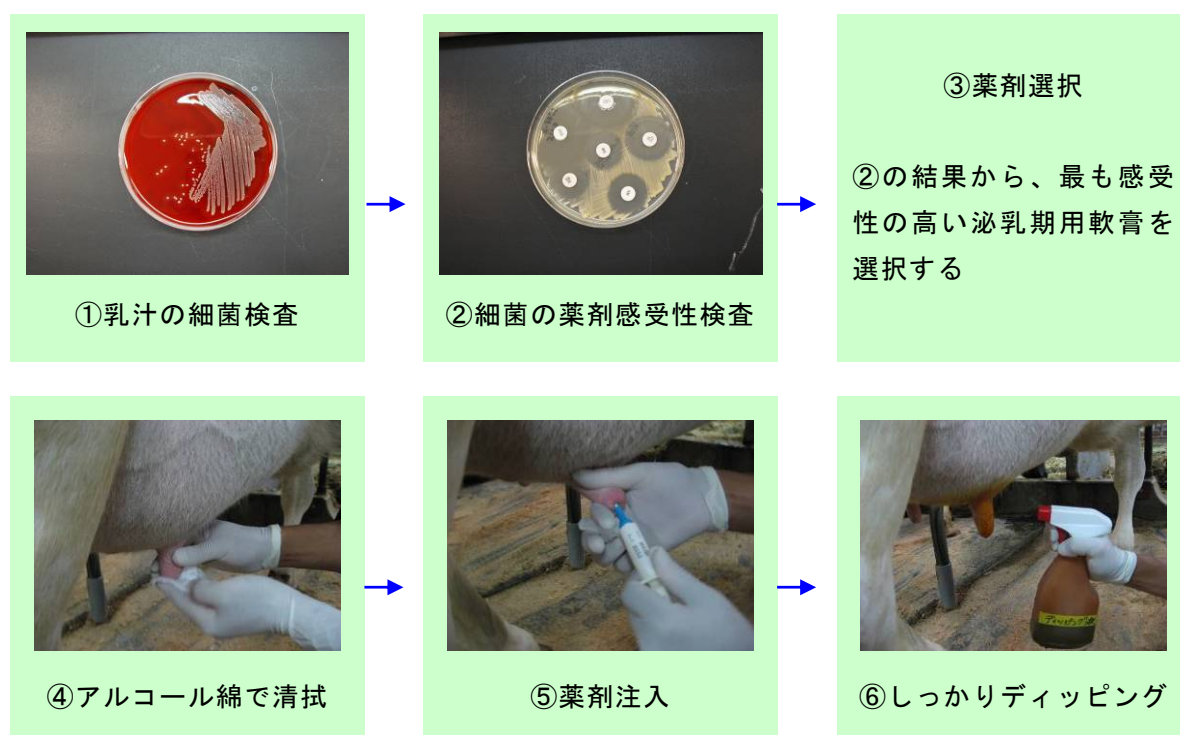 ①乳汁の細菌検査
②細菌の薬剤感受性検査
③薬剤選択
②の結果から、最も感受
性の高い泌乳期用軟膏を
選択する
④アルコール綿で清拭
⑤薬剤注入
⑥しっかりディッピング